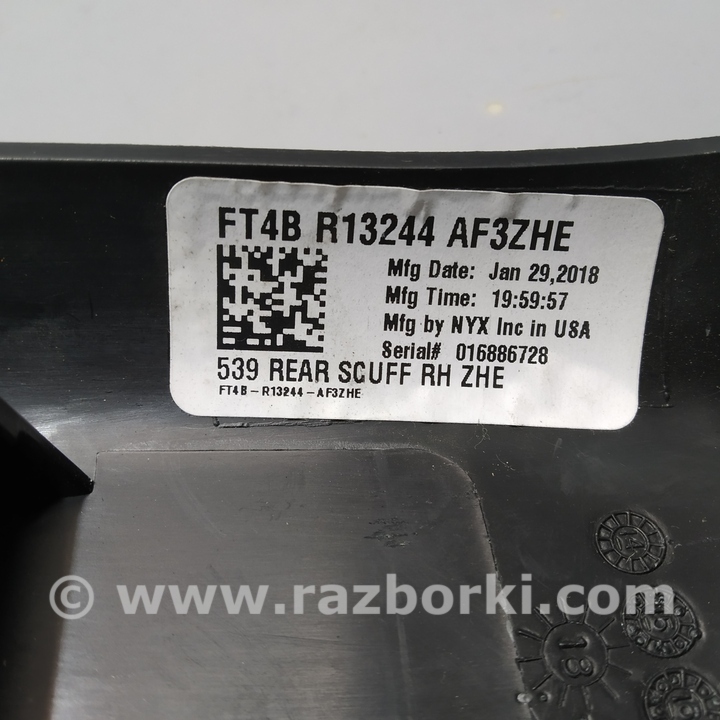 FT4B R13244 AF3ZHE
Mfg Date: Jan 29,2018
Mfg Time: 19:59:57
Mfg by NYX Inc in USA
Serial# 016886728
539 REAR SCUFF RH ZHE
FT4B-R13244-AF3ZHE
© www.razborki.com
18